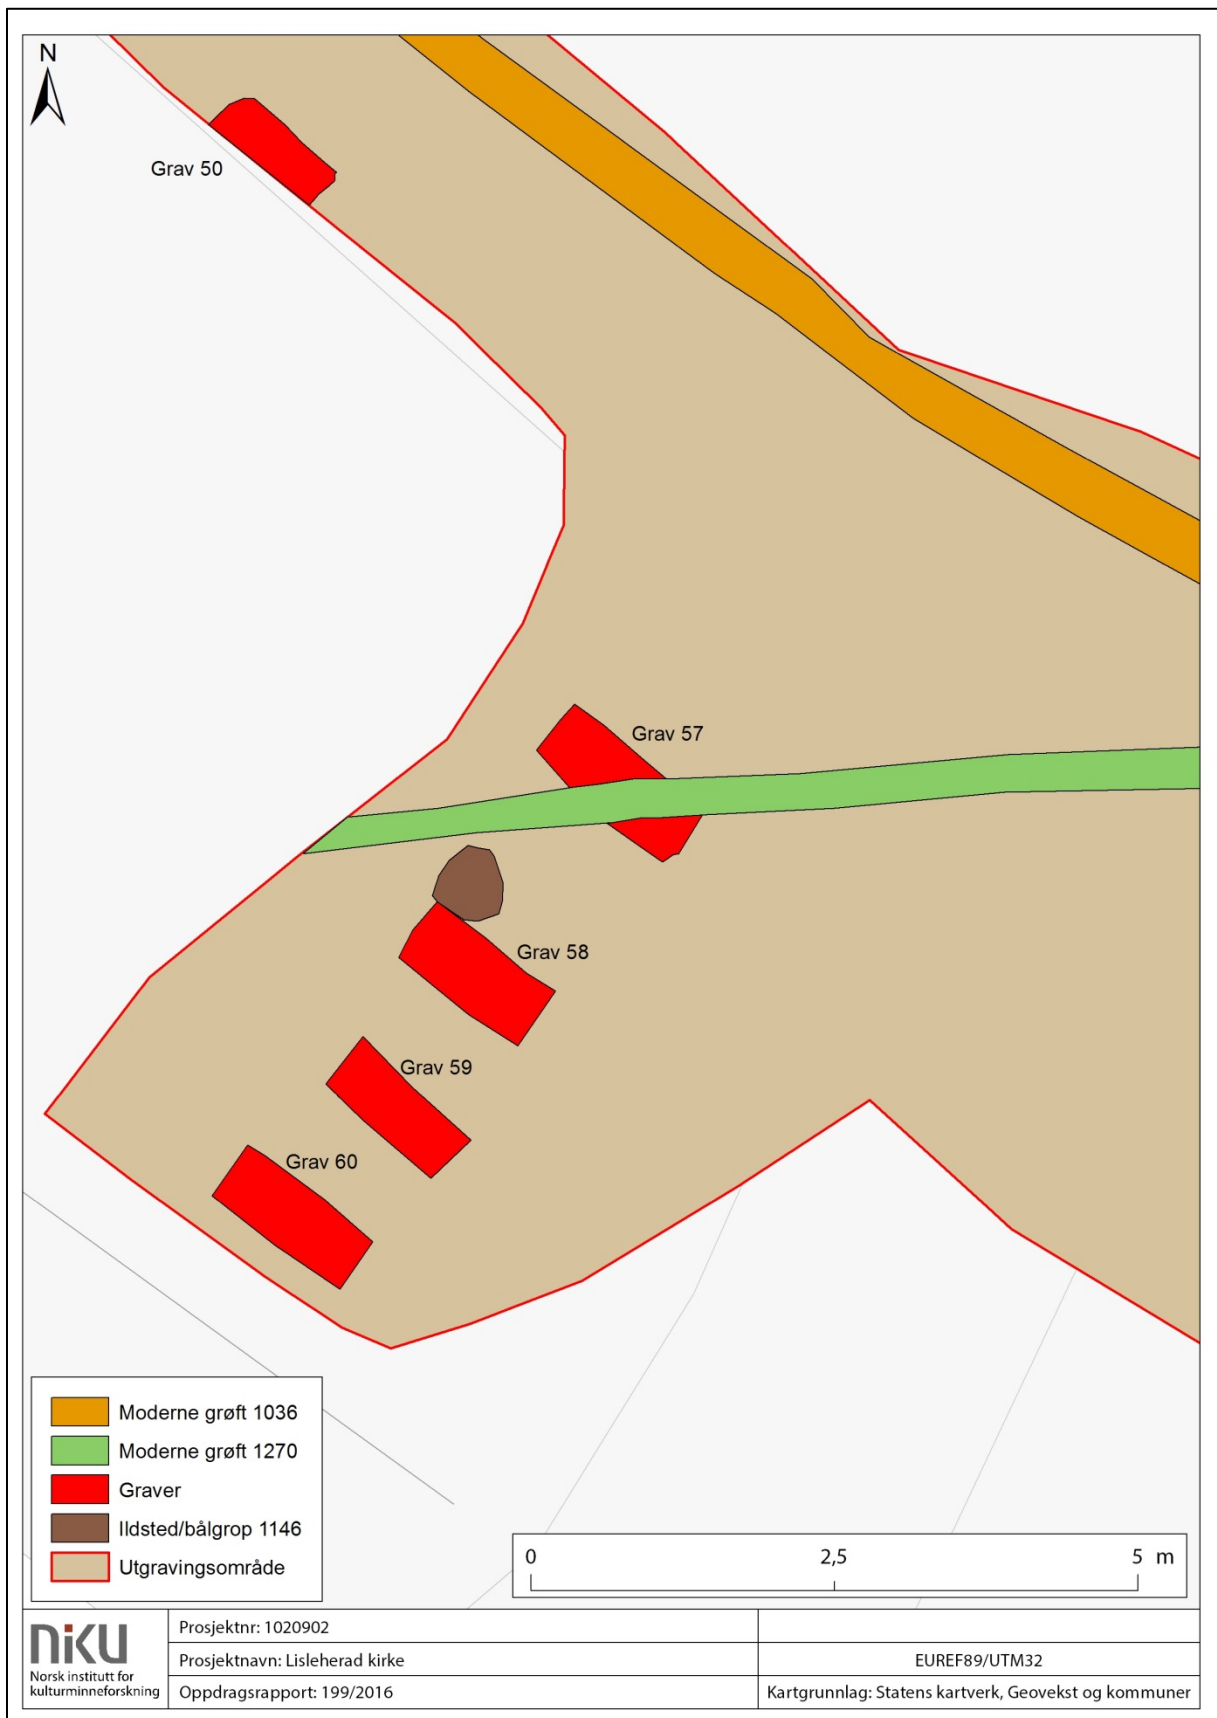 N
Grav 50
Grav 57
Grav 58
Grav 59
Grav 60
Moderne grøft 1036
Moderne grøft 1270
Graver
Ildsted/bålgrop 1146
Utgravingsområde
0 2,5 5 m
niku
Norsk institutt for
kulturminneforskning
Prosjektnr: 1020902
Prosjektnavn: Lisleherad kirke
EUREF89/UTM32
Oppdragsrapport: 199/2016
Kartgrunnlag: Statens kartverk, Geovekst og kommuner